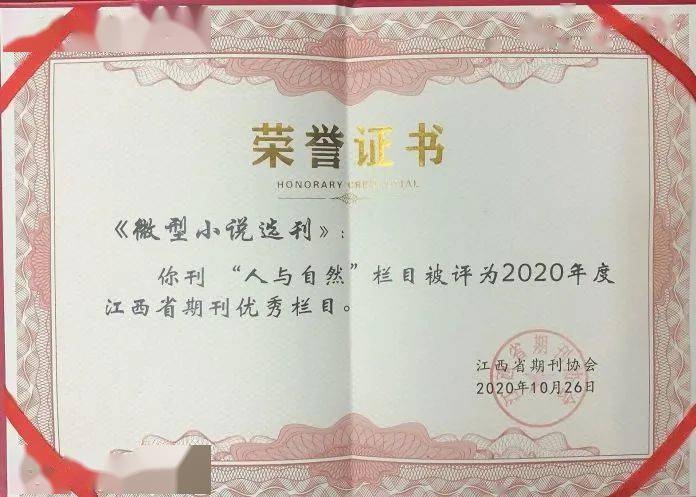 荣誉证书
HONORARY CREDENTIAL
《微型小说选刊》：
你刊 “人与自然”栏目被评为2020年度
江西省期刊优秀栏目。
江西省期刊协会
2020年10月26日